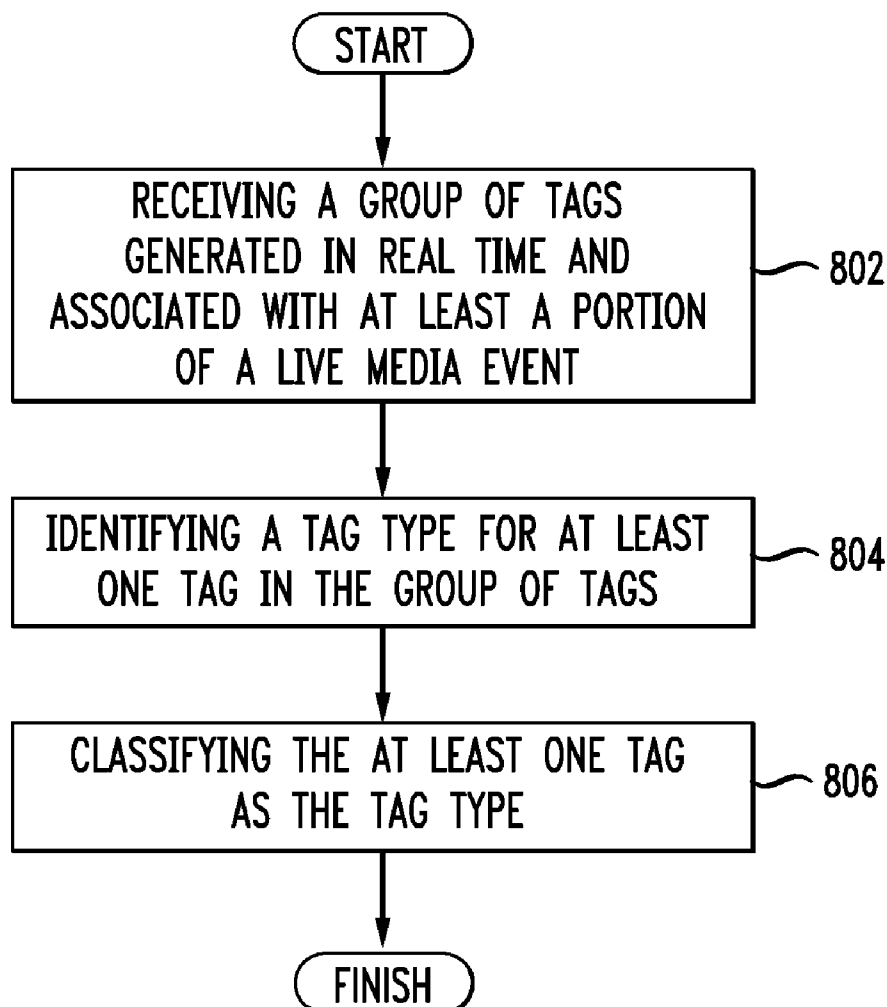 START
RECEIVING A GROUP OF TAGS
GENERATED IN REAL TIME AND
ASSOCIATED WITH AT LEAST A PORTION
OF A LIVE MEDIA EVENT
802
IDENTIFYING A TAG TYPE FOR AT LEAST
ONE TAG IN THE GROUP OF TAGS
804
CLASSIFYING THE AT LEAST ONE TAG
AS THE TAG TYPE
806
FINISH